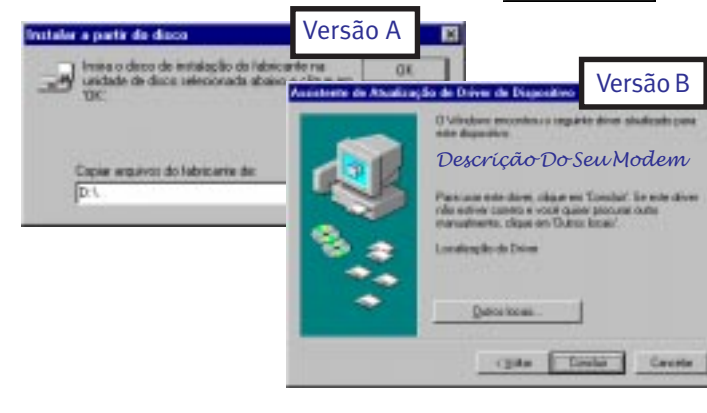 Versão A
Instalar a partir do disco
Insira o disco de instalação do fabricante na
unidade de disco selecionada abaixo e clique em
'OK'.
OK
Copiar arquivos do fabricante de:
D:\
Versão B
Assistente de Atualização de Driver de Dispositivo
O Windows encontrou o seguinte driver atualizado para
este dispositivo:
Descrição Do Seu Modem
Para usar este driver, clique em 'Concluir'. Se este driver
não estiver correto e você quiser procurar outro
manualmente, clique em 'Outros locais'.
Localização do Driver
Outros locais...
< Voltar
Concluir
Cancelar